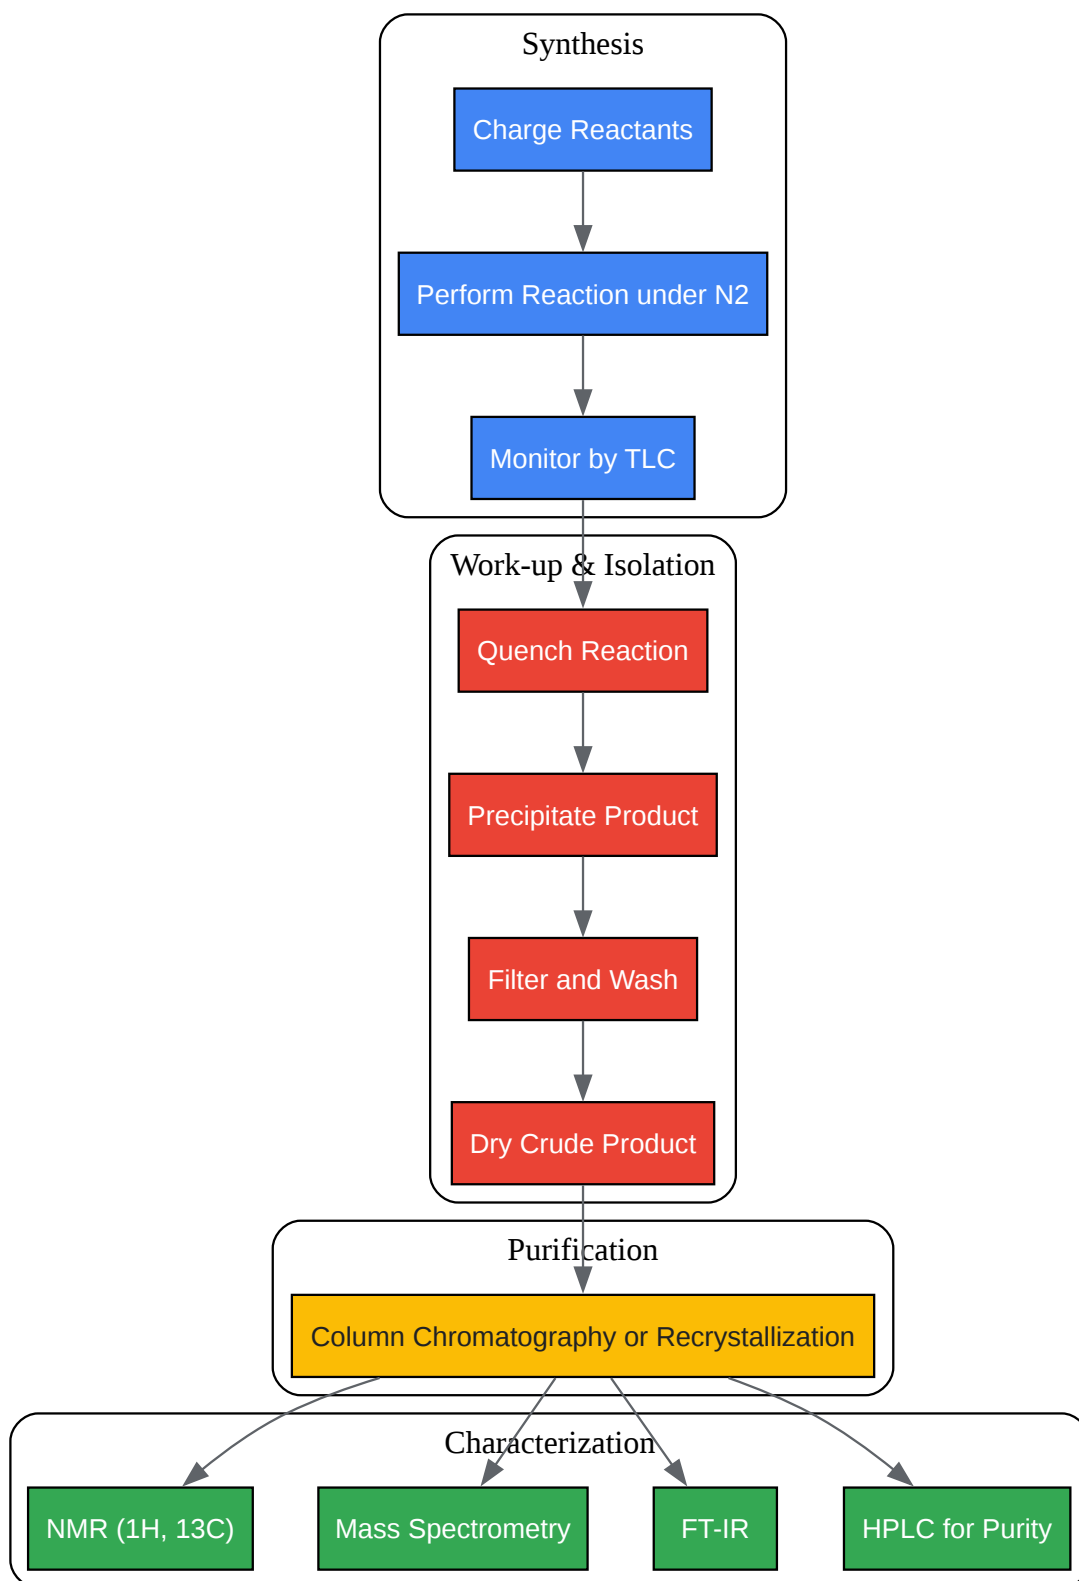 Synthesis
Charge Reactants
Perform Reaction under N2
Monitor by TLC
Work-up & Isolation
Quench Reaction
Precipitate Product
Filter and Wash
Dry Crude Product
Purification
Column Chromatography or Recrystallization
Characterization
NMR (1H, 13C)
Mass Spectrometry
FT-IR
HPLC for Purity